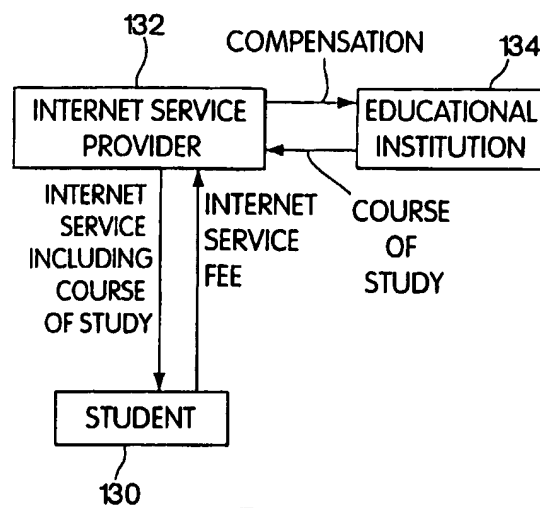 132
COMPENSATION
134
INTERNET SERVICE
PROVIDER
EDUCATIONAL
INSTITUTION
INTERNET
SERVICE
INCLUDING
COURSE
OF STUDY
INTERNET
SERVICE
FEE
COURSE
OF
STUDY
STUDENT
130